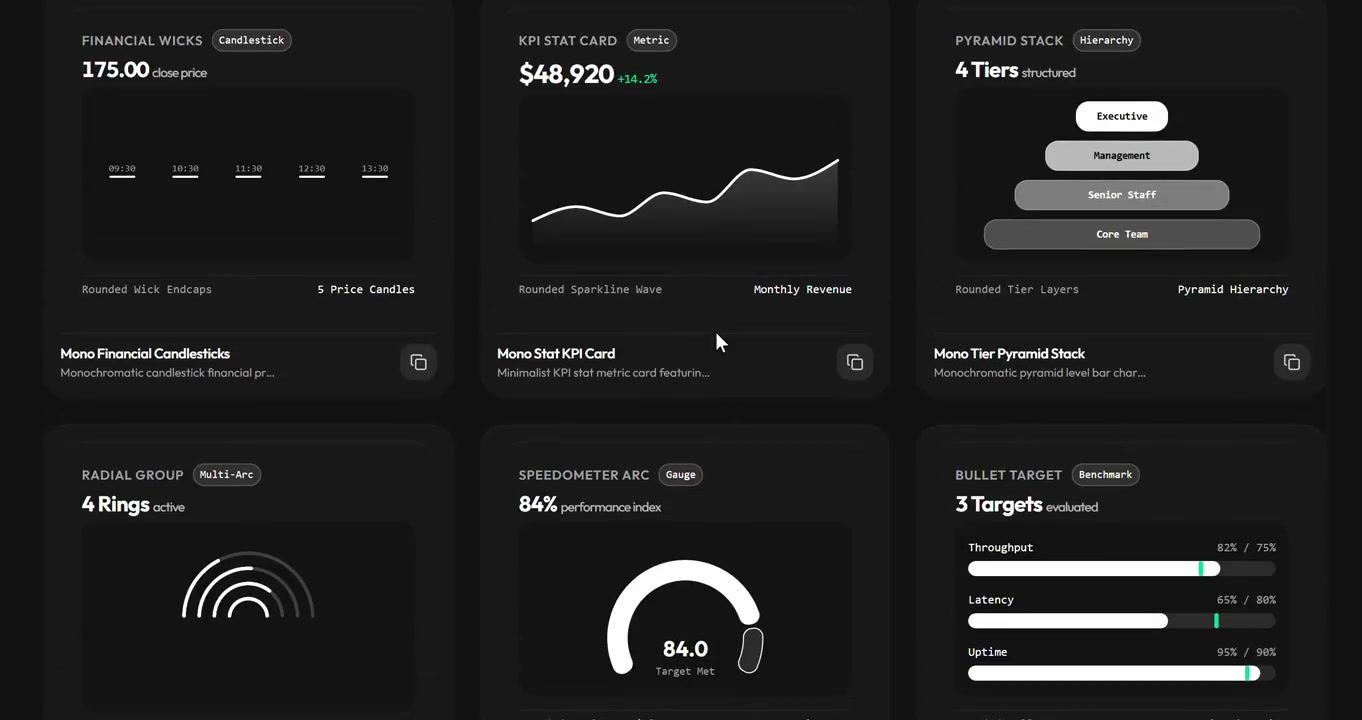 FINANCIAL WICKS Candlestick
175.00 close price
09:30 10:30 11:30 12:30 13:30
Rounded Wick Endcaps 5 Price Candles
Mono Financial Candlesticks
Monochromatic candlestick financial pr...
KPI STAT CARD Metric
$48,920 +14.2%
Rounded Sparkline Wave Monthly Revenue
Mono Stat KPI Card
Minimalist KPI stat metric card featurin...
PYRAMID STACK Hierarchy
4 Tiers structured
Executive
Management
Senior Staff
Core Team
Rounded Tier Layers Pyramid Hierarchy
Mono Tier Pyramid Stack
Monochromatic pyramid level bar char...
RADIAL GROUP Multi-Arc
4 Rings active
SPEEDOMETER ARC Gauge
84% performance index
84.0
Target Met
BULLET TARGET Benchmark
3 Targets evaluated
Throughput 82% / 75%
Latency 65% / 80%
Uptime 95% / 90%